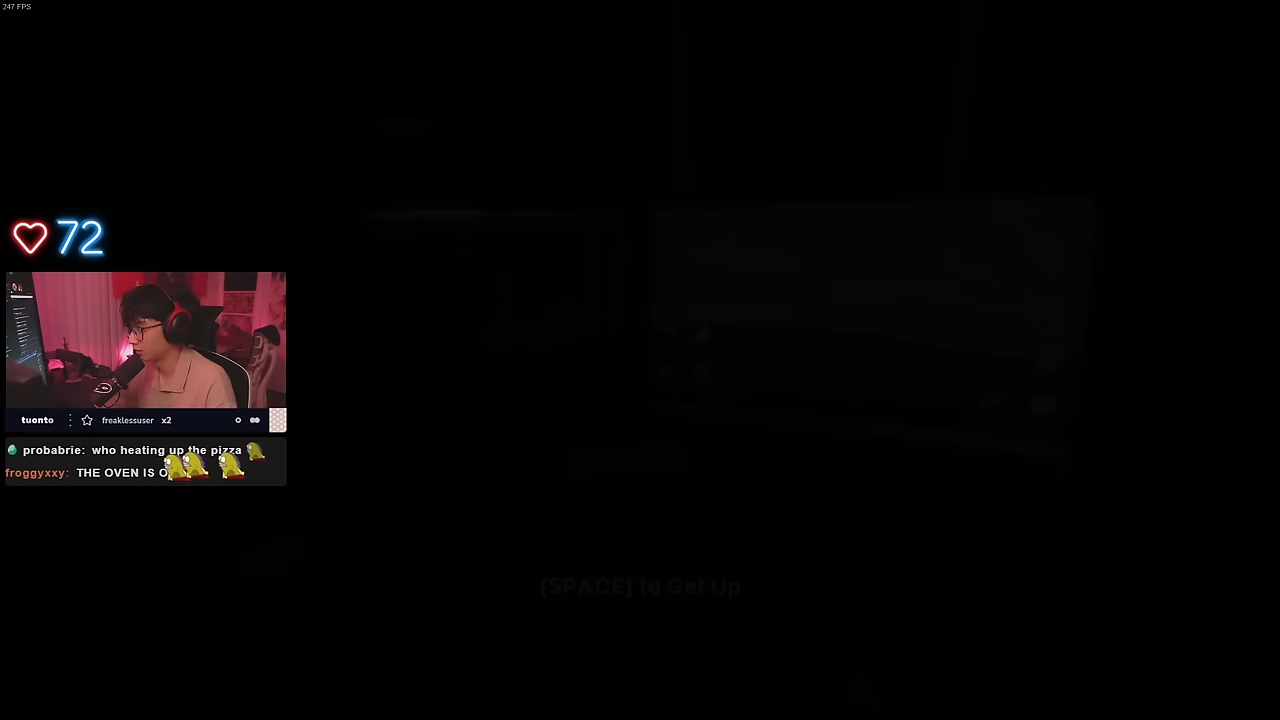 247 FPS
72
tuonto
freaklessuser x2
probabrie: who heating up the pizza
froggyxxy: THE OVEN IS O
[SPACE] to Get Up